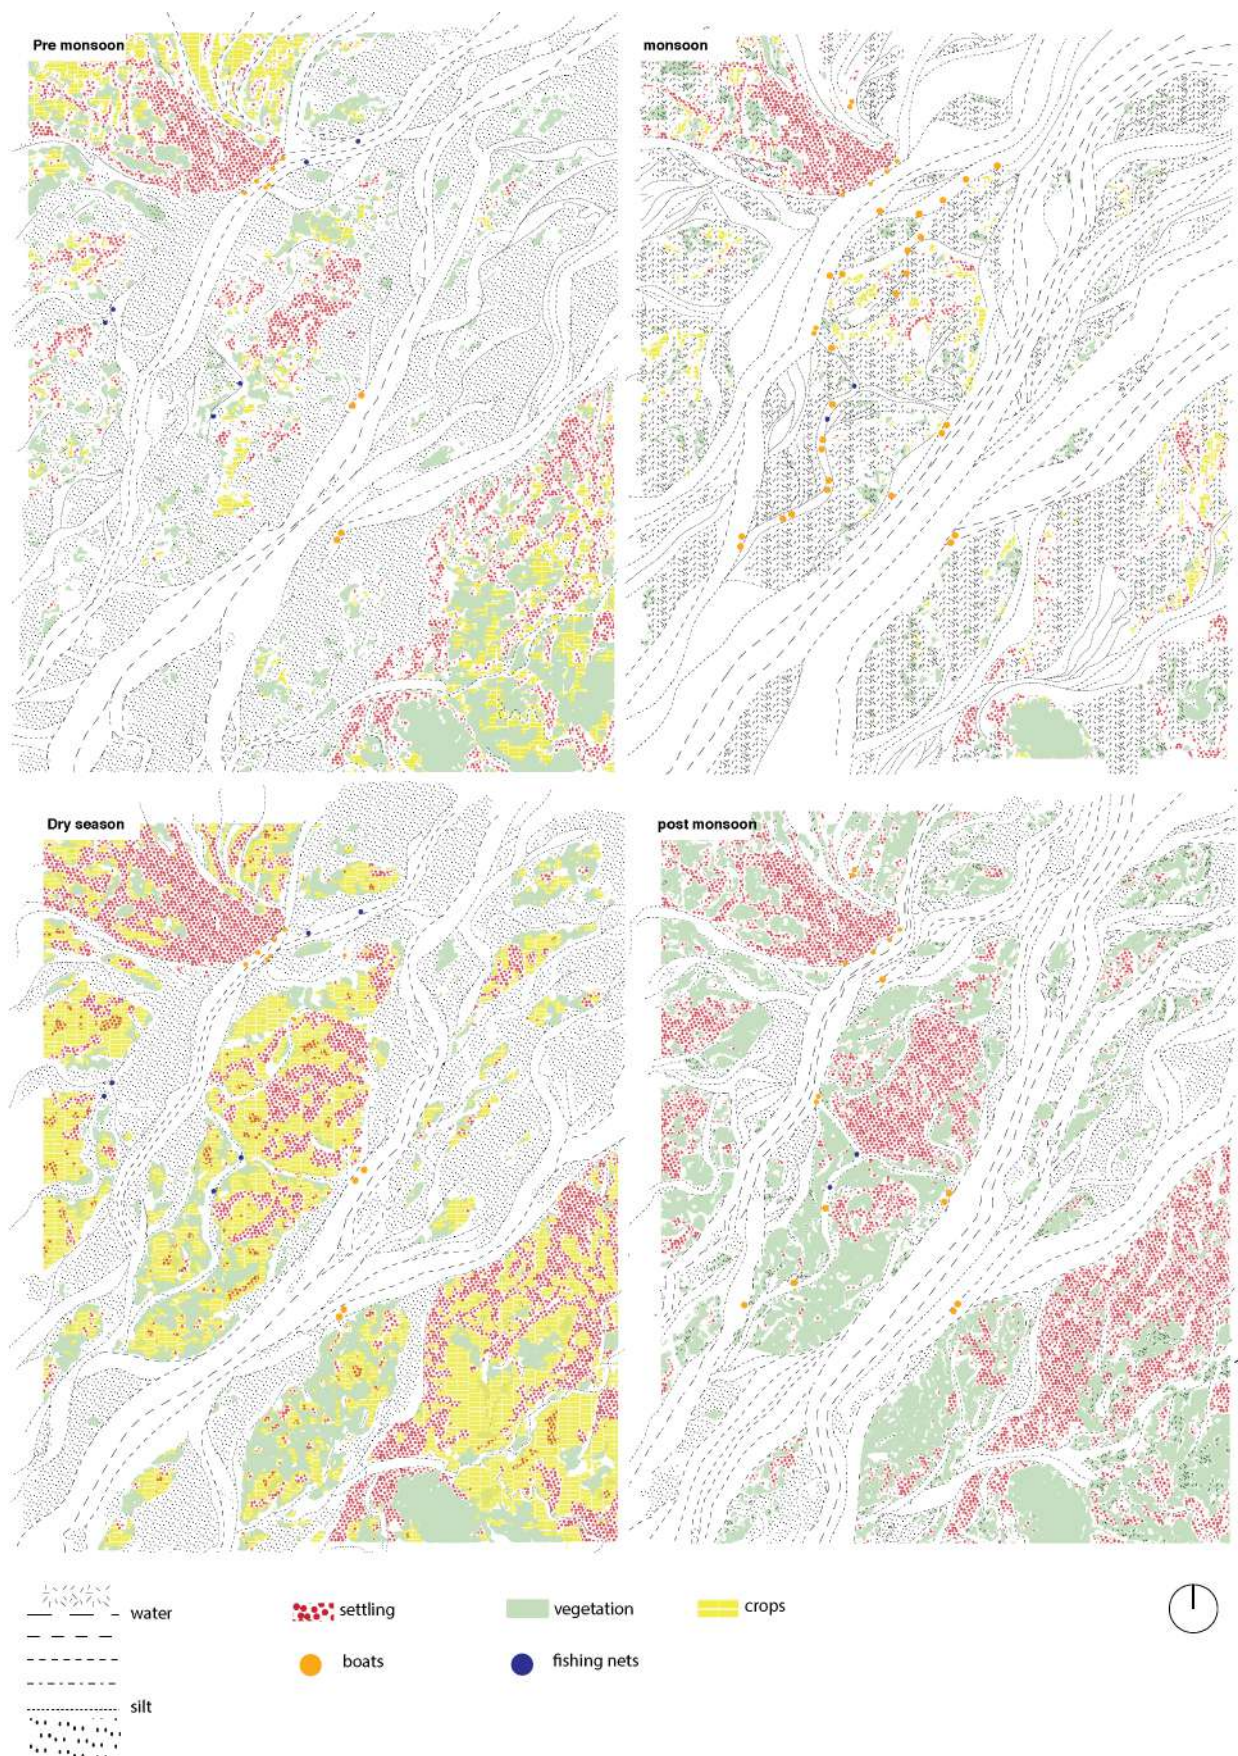 Pre monsoon
monsoon
Dry season
post monsoon
water
settling
vegetation
crops
boats
fishing nets
silt